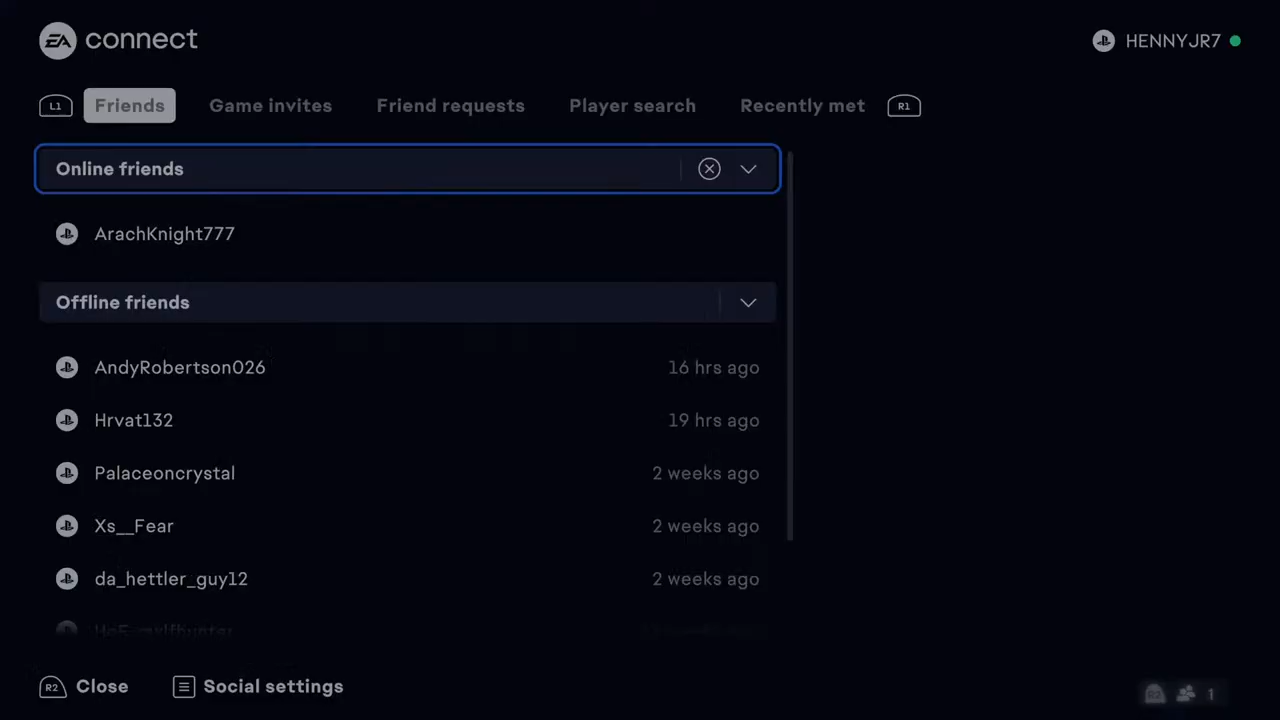 EA connect
HENNYJR7
L1 Friends Game invites Friend requests Player search Recently met R1
Online friends
ArachKnight777
Offline friends
AndyRobertson026 16 hrs ago
Hrvat132 19 hrs ago
Palaceoncrystal 2 weeks ago
Xs__Fear 2 weeks ago
da_hettler_guy12 2 weeks ago
R2 Close Social settings
R2 1